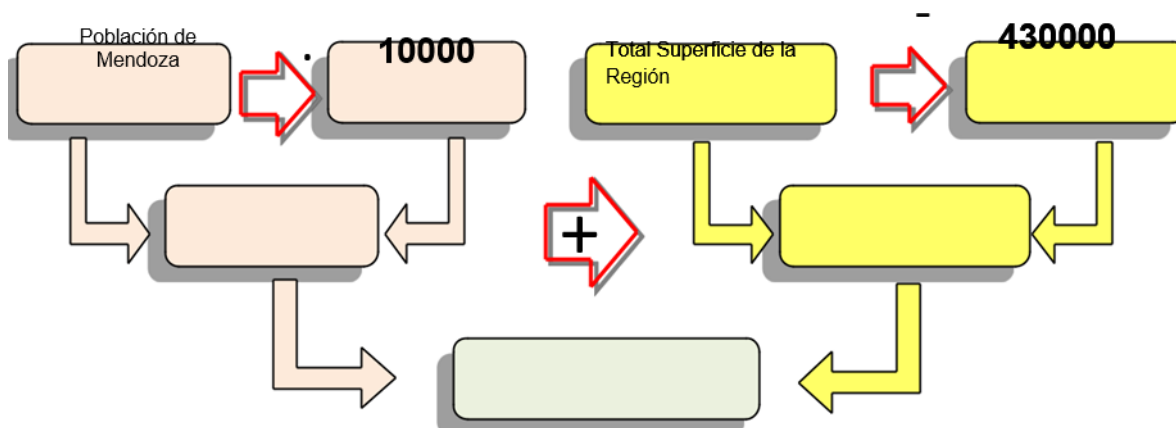 Población de
Mendoza
.
10000
Total Superficie de la
Región
-
430000
+